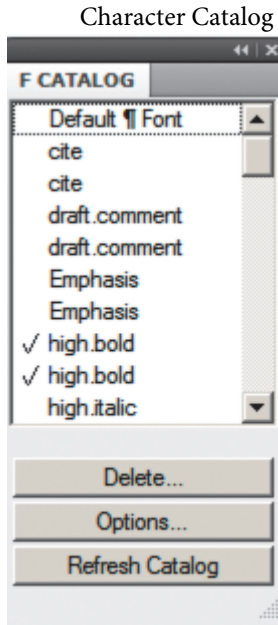 Character Catalog
F CATALOG
Default ¶ Font
cite
cite
draft.comment
draft.comment
Emphasis
Emphasis
✓ high.bold
✓ high.bold
high.italic
Delete...
Options...
Refresh Catalog